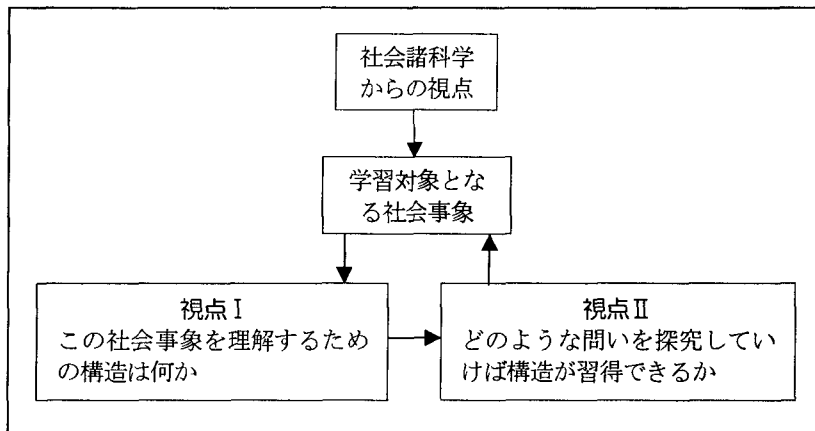 社会諸科学
からの視点
学習対象とな
る社会事象
視点Ⅰ
この社会事象を理解するため
の構造は何か
視点Ⅱ
どのような問いを探究してい
けば構造が習得できるか